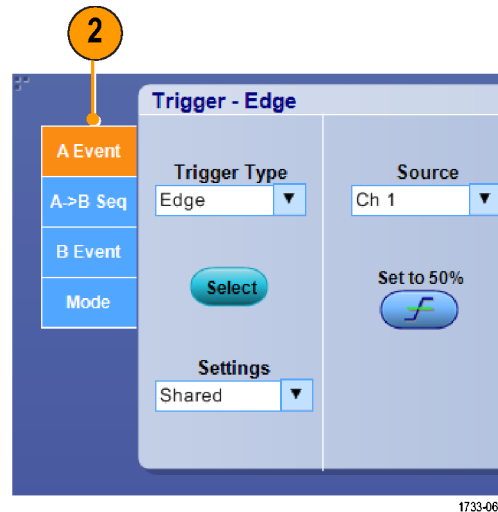 2
Trigger - Edge
A Event
A->B Seq
B Event
Mode
Trigger Type
Edge
Select
Settings
Shared
Source
Ch 1
Set to 50%
1733-06